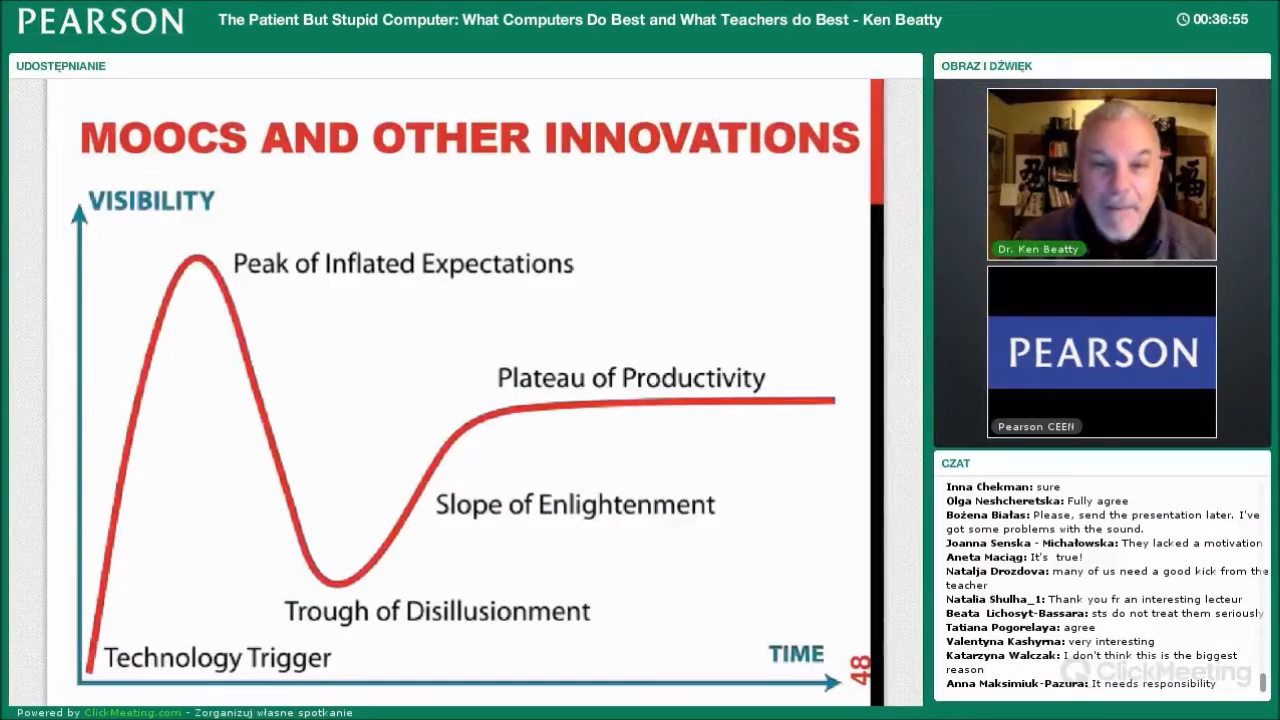 PEARSON
The Patient But Stupid Computer: What Computers Do Best and What Teachers do Best - Ken Beatty
00:36:55
UDOSTĘPNIANIE
MOOCS AND OTHER INNOVATIONS
VISIBILITY
Peak of Inflated Expectations
Plateau of Productivity
Slope of Enlightenment
Trough of Disillusionment
Technology Trigger
TIME
48
OBRAZ I DŹWIĘK
Dr. Ken Beatty
PEARSON
Pearson CEEN
CZAT
Inna Chekman: sure
Olga Neshcheretska: Fully agree
Bożena Białas: Please, send the presentation later. I've
got some problems with the sound.
Joanna Senska - Michałowska: They lacked a motivation
Aneta Maciąg: It's true!
Natalja Drozdova: many of us need a good kick from the
teacher
Natalia Shulha_1: Thank you fr an interesting lecteur
Beata Lichosyt-Bassara: sts do not treat them seriously
Tatiana Pogorelaya: agree
Valentyna Kashyrna: very interesting
Katarzyna Walczak: I don't think this is the biggest
reason
Anna Maksimiuk-Pazura: It needs responsibility
ClickMeeting
Powered by ClickMeeting.com - Zorganizuj własne spotkanie